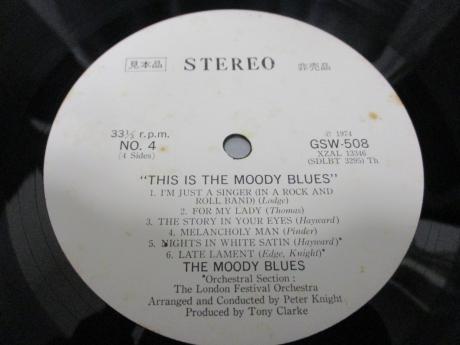 見本品 STEREO 非売品
33⅓ r.p.m. ℗ 1974
NO. 4 GSW-508
(4 Sides) XZAL 13346
(SDLBT 3295) Th
"THIS IS THE MOODY BLUES"
1. I'M JUST A SINGER (IN A ROCK AND
ROLL BAND) (Lodge)
2. FOR MY LADY (Thomas)
3. THE STORY IN YOUR EYES (Hayward)
4. MELANCHOLY MAN (Pinder)
5. NIGHTS IN WHITE SATIN (Hayward)*
6. LATE LAMENT (Edge, Knight)*
THE MOODY BLUES
*Orchestral Section :
The London Festival Orchestra
Arranged and Conducted by Peter Knight
Produced by Tony Clarke